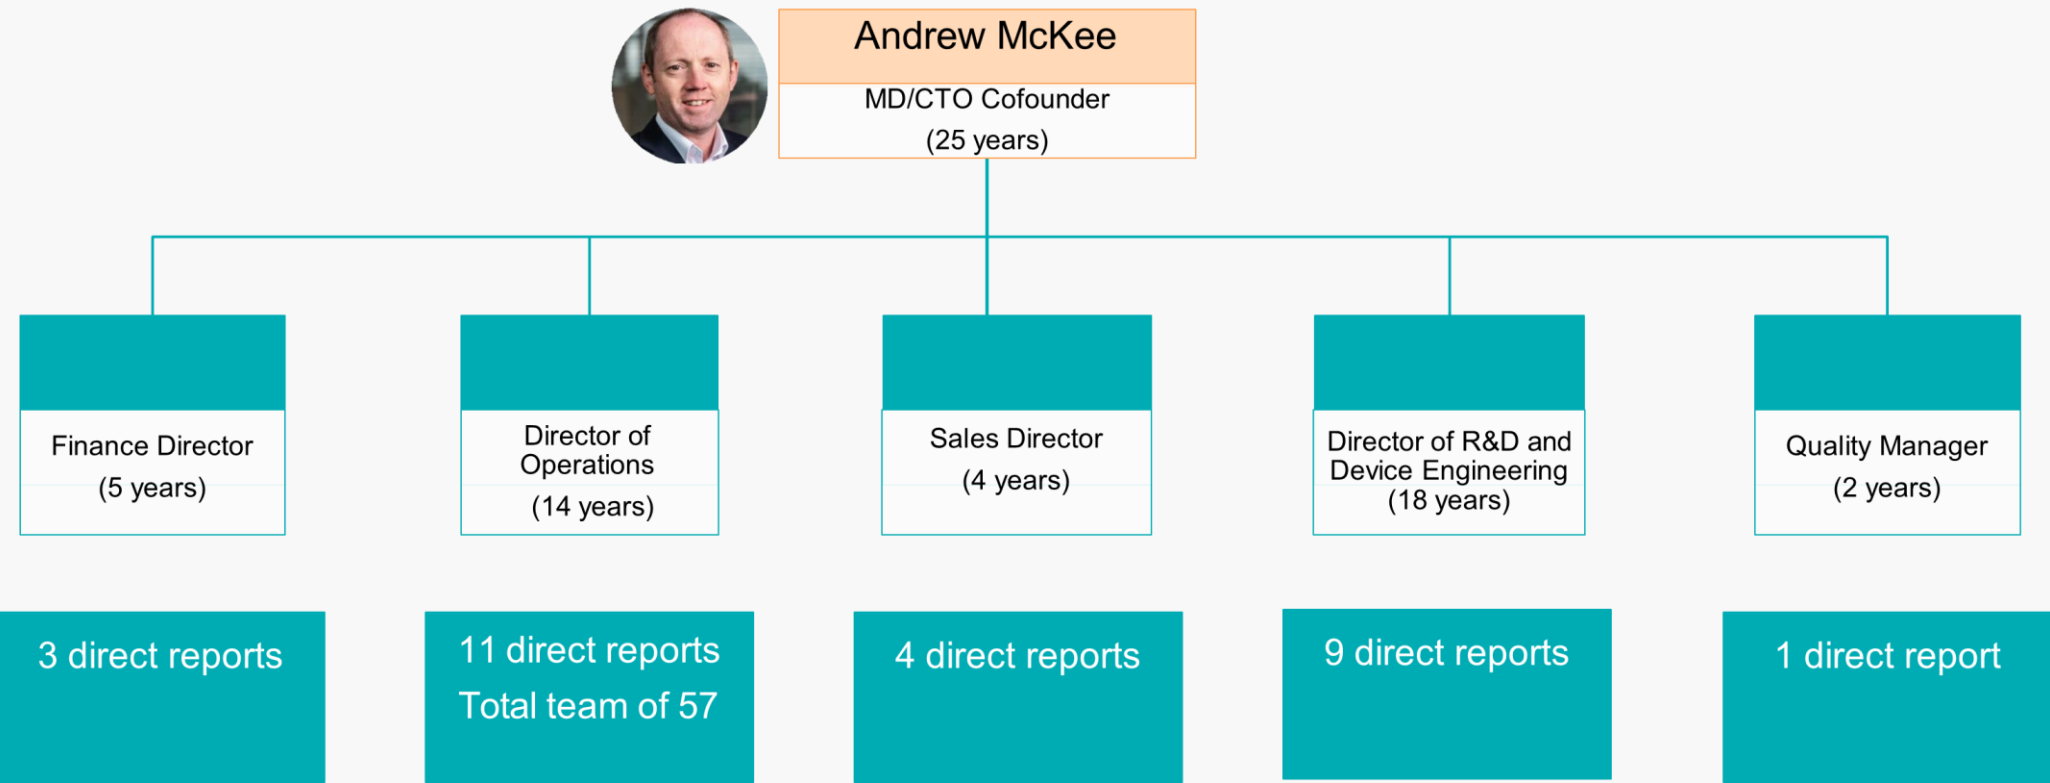 Andrew McKee
MD/CTO Cofounder
(25 years)
Finance Director
(5 years)
Director of
Operations
(14 years)
Sales Director
(4 years)
Director of R&D and
Device Engineering
(18 years)
Quality Manager
(2 years)
3 direct reports
11 direct reports
Total team of 57
4 direct reports
9 direct reports
1 direct report